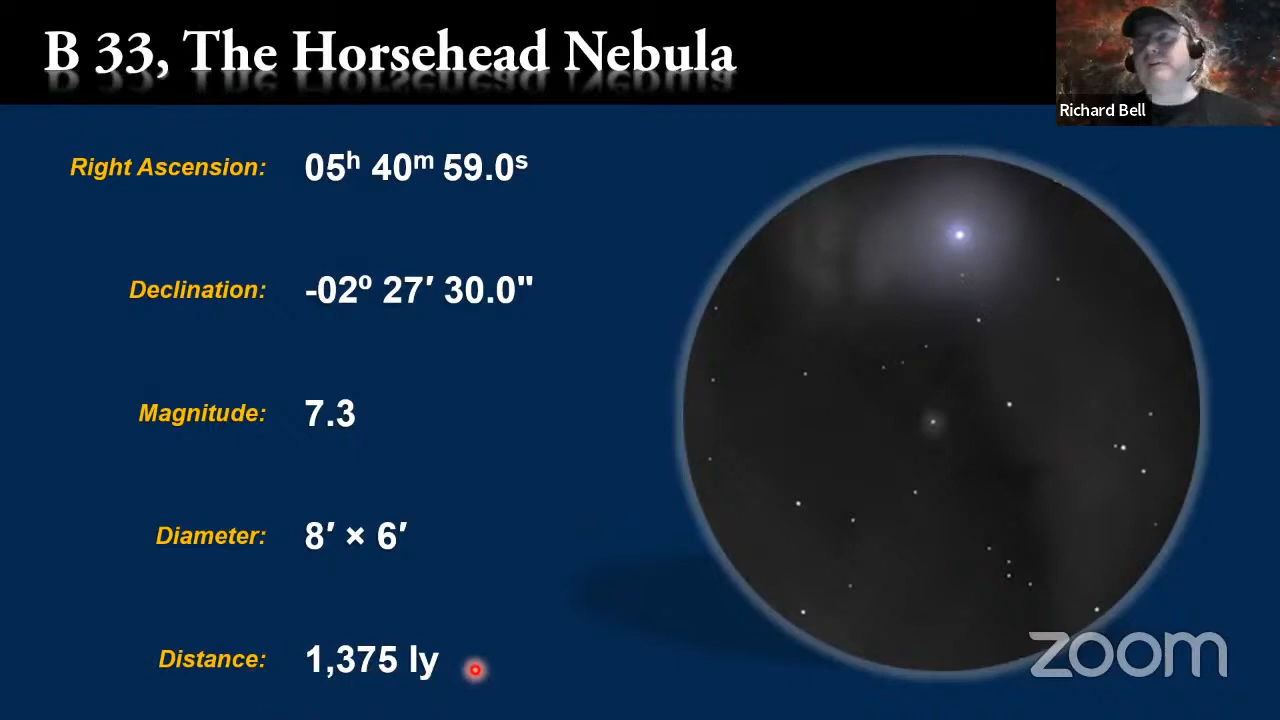 B 33, The Horsehead Nebula
Richard Bell
Right Ascension: 05ʰ 40ᵐ 59.0ˢ
Declination: -02º 27′ 30.0"
Magnitude: 7.3
Diameter: 8′ × 6′
Distance: 1,375 ly
zoom